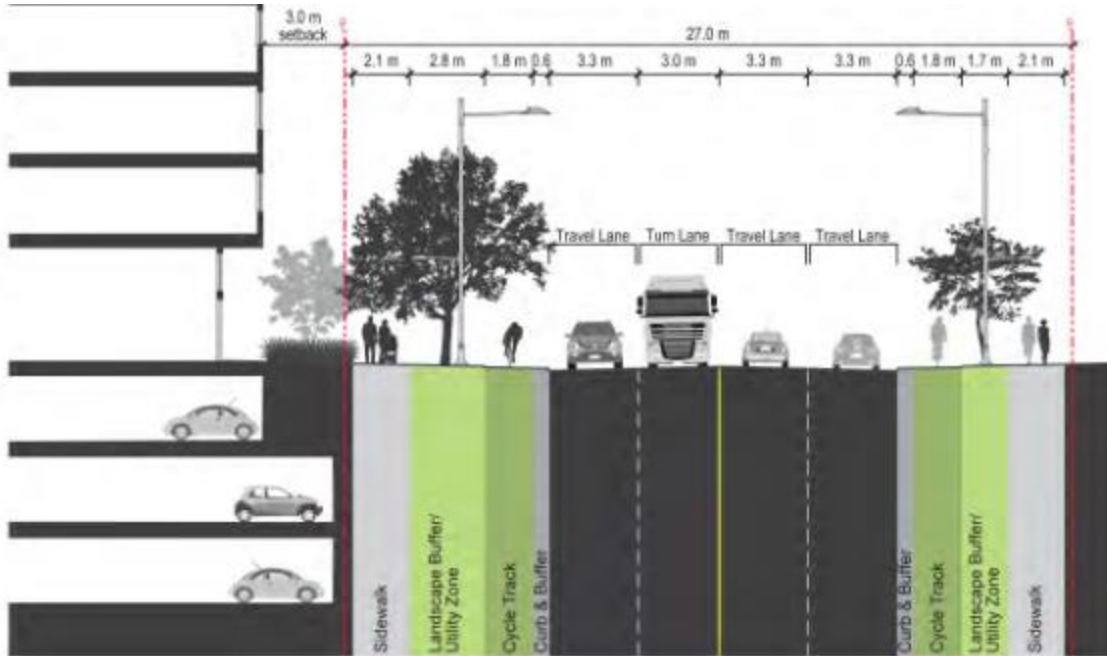 3.0 m
setback
27.0 m
2.1 m 2.8 m 1.8 m 0.6 3.3 m 3.0 m 3.3 m 3.3 m 0.6 1.8 m 1.7 m 2.1 m
Travel Lane Turn Lane Travel Lane Travel Lane
Sidewalk
Landscape Buffer/
Utility Zone
Cycle Track
Curb & Buffer
Curb & Buffer
Cycle Track
Landscape Buffer/
Utility Zone
Sidewalk